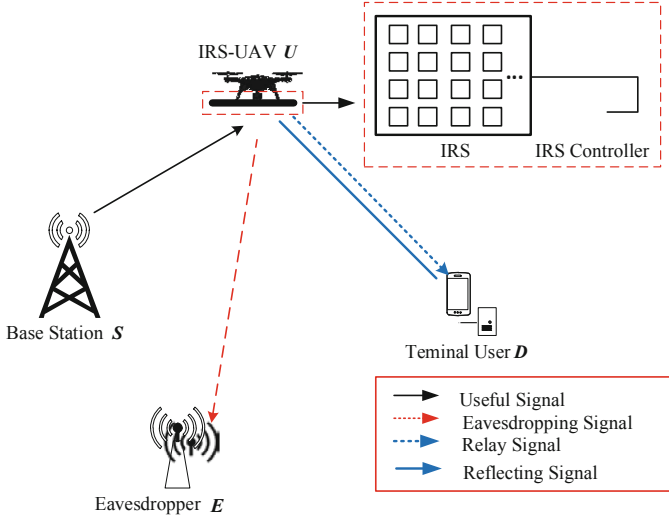 IRS-UAV U
IRS
IRS Controller
Base Station S
Teminal User D
Eavesdropper E
Useful Signal
Eavesdropping Signal
Relay Signal
Reflecting Signal